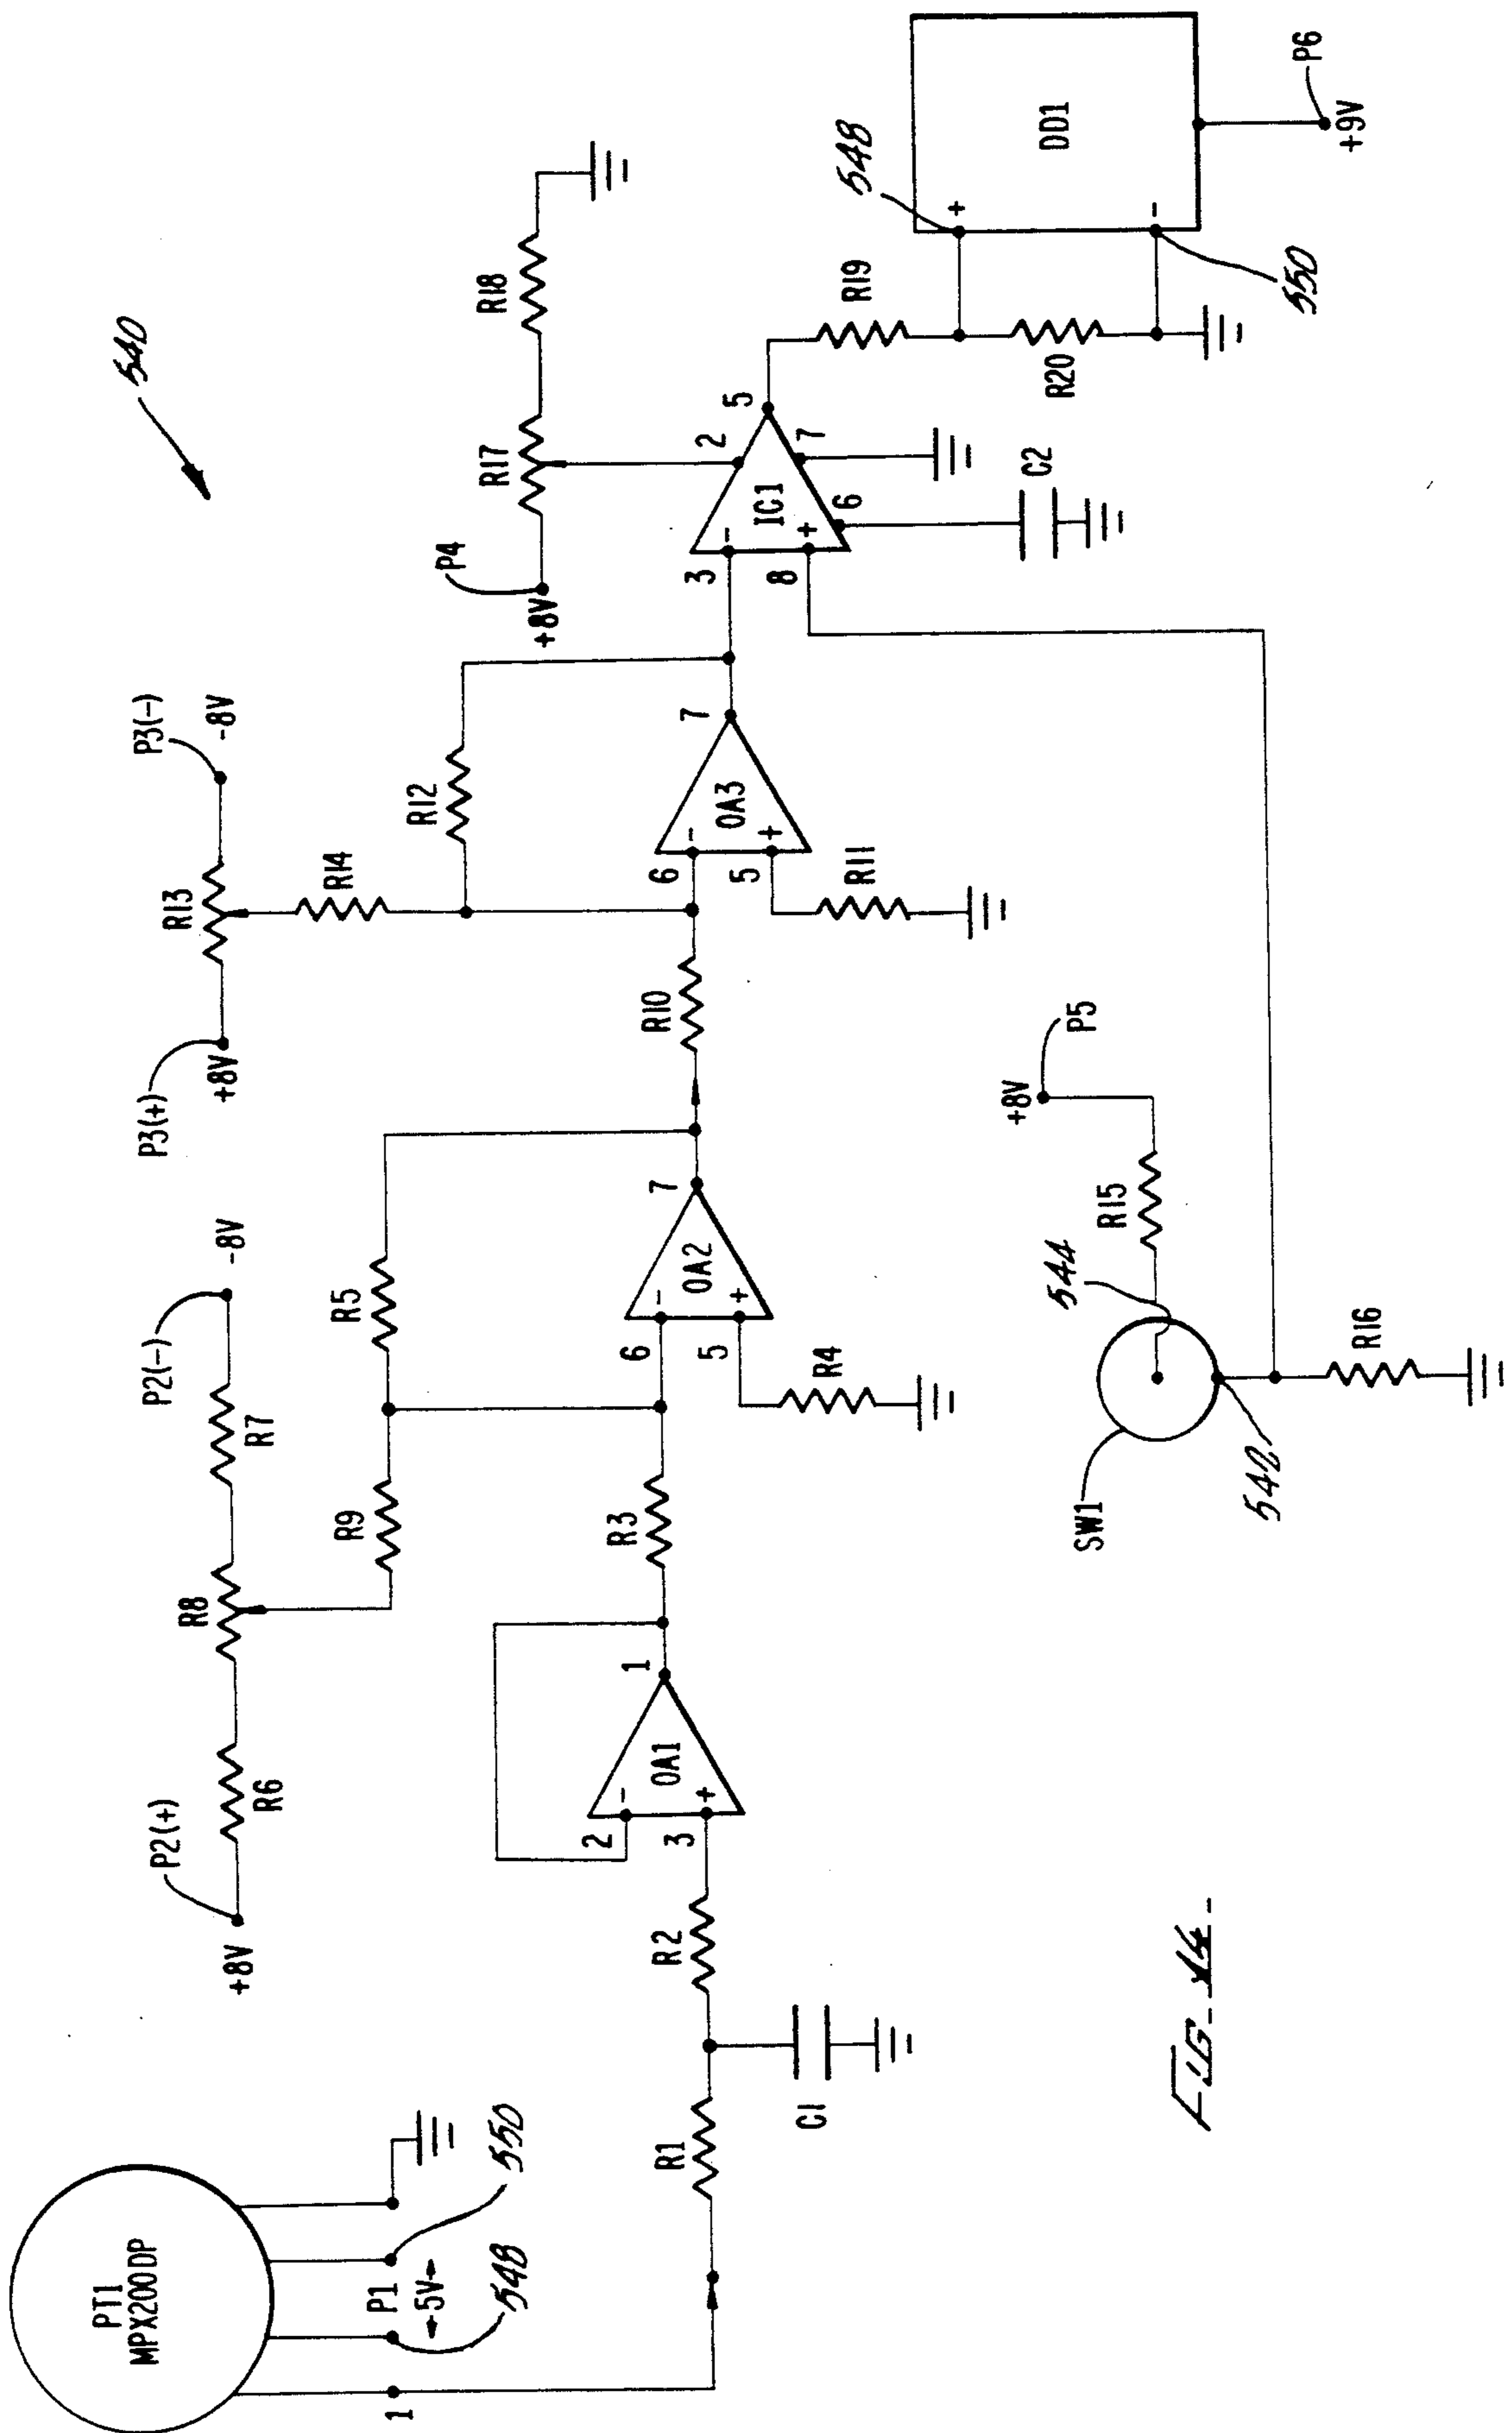 540
PT1
MPX200DP
1
P1
5V
548
550
R1
C1
R2
2
3
-
+
OA1
1
P2(+)
+8V
R6
R8
R7
P2(-)
-8V
R9
R5
R3
6
5
-
+
OA2
7
R4
P3(+)
+8V
R13
P3(-)
-8V
R14
R12
R10
6
5
-
+
OA3
7
R11
P4
+8V
R17
R18
3
8
-
+
IC1
2
5
7
6
C2
R19
R20
548
550
+
-
DD1
P6
+9V
P5
+8V
R15
544
SW1
542
R16
FIG. 14.